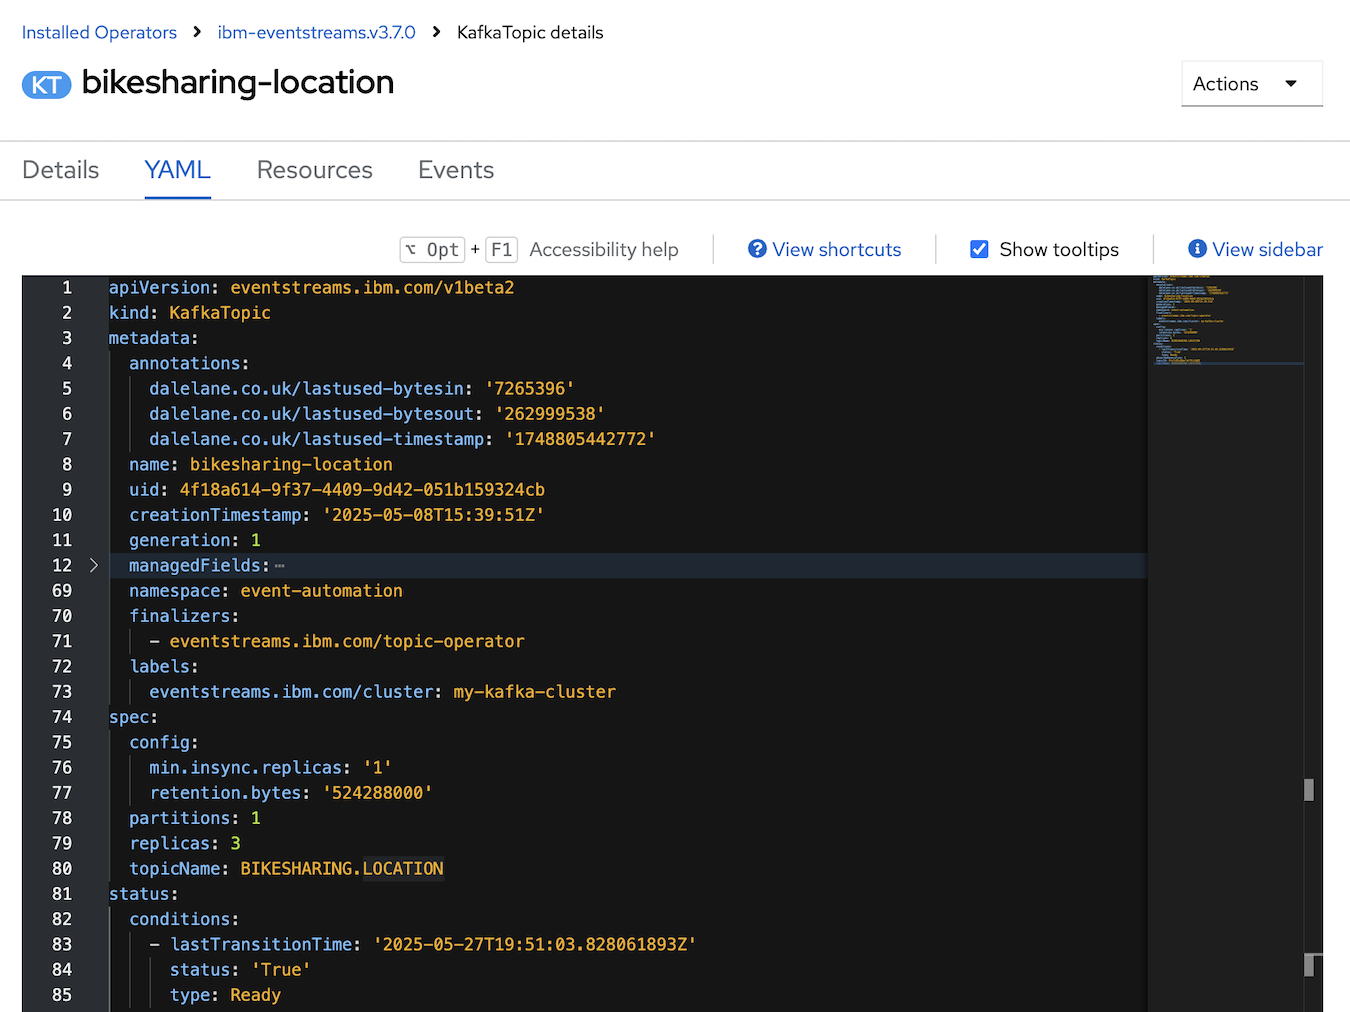 Installed Operators > ibm-eventstreams.v3.7.0 > KafkaTopic details
KT bikesharing-location
Actions
Details YAML Resources Events
⌥ Opt + F1 Accessibility help View shortcuts Show tooltips View sidebar
1 apiVersion: eventstreams.ibm.com/v1beta2
2 kind: KafkaTopic
3 metadata:
4 annotations:
5 dalelane.co.uk/lastused-bytesin: '7265396'
6 dalelane.co.uk/lastused-bytesout: '262999538'
7 dalelane.co.uk/lastused-timestamp: '1748805442772'
8 name: bikesharing-location
9 uid: 4f18a614-9f37-4409-9d42-051b159324cb
10 creationTimestamp: '2025-05-08T15:39:51Z'
11 generation: 1
12 managedFields: ⋯
69 namespace: event-automation
70 finalizers:
71 - eventstreams.ibm.com/topic-operator
72 labels:
73 eventstreams.ibm.com/cluster: my-kafka-cluster
74 spec:
75 config:
76 min.insync.replicas: '1'
77 retention.bytes: '524288000'
78 partitions: 1
79 replicas: 3
80 topicName: BIKESHARING.LOCATION
81 status:
82 conditions:
83 - lastTransitionTime: '2025-05-27T19:51:03.828061893Z'
84 status: 'True'
85 type: Ready